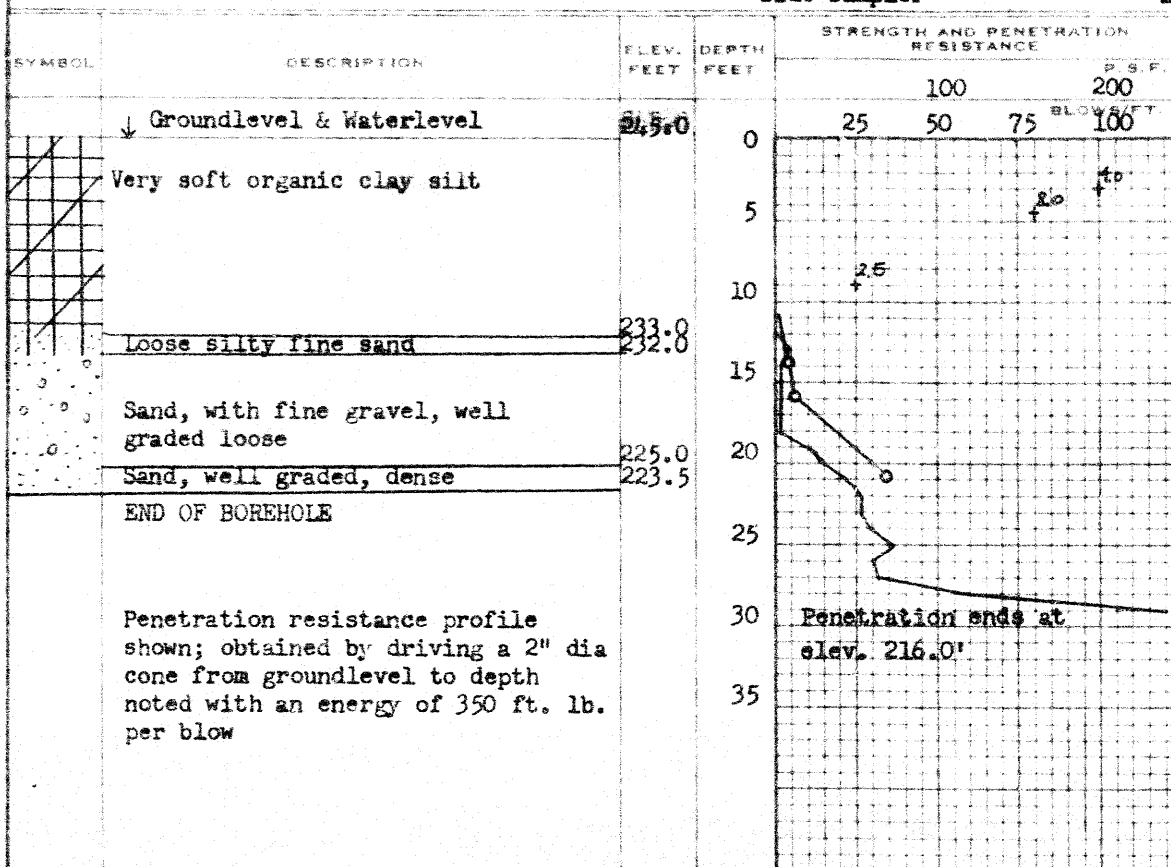 SYMBOL
DESCRIPTION
ELEV. FEET
DEPTH FEET
STRENGTH AND PENETRATION RESISTANCE
P.S.F.
100 200
BLOWS/FT.
25 50 75 100
↓ Groundlevel & Waterlevel
245.0
0
Very soft organic clay silt
4.0
5
2.5
10
233.0
Loose silty fine sand 232.0
15
Sand, with fine gravel, well
graded loose
225.0 20
Sand, well graded, dense 223.5
END OF BOREHOLE
25
Penetration resistance profile
shown; obtained by driving a 2" dia
cone from groundlevel to depth
noted with an energy of 350 ft. lb.
per blow
30 Penetration ends at
elev. 216.0'
35